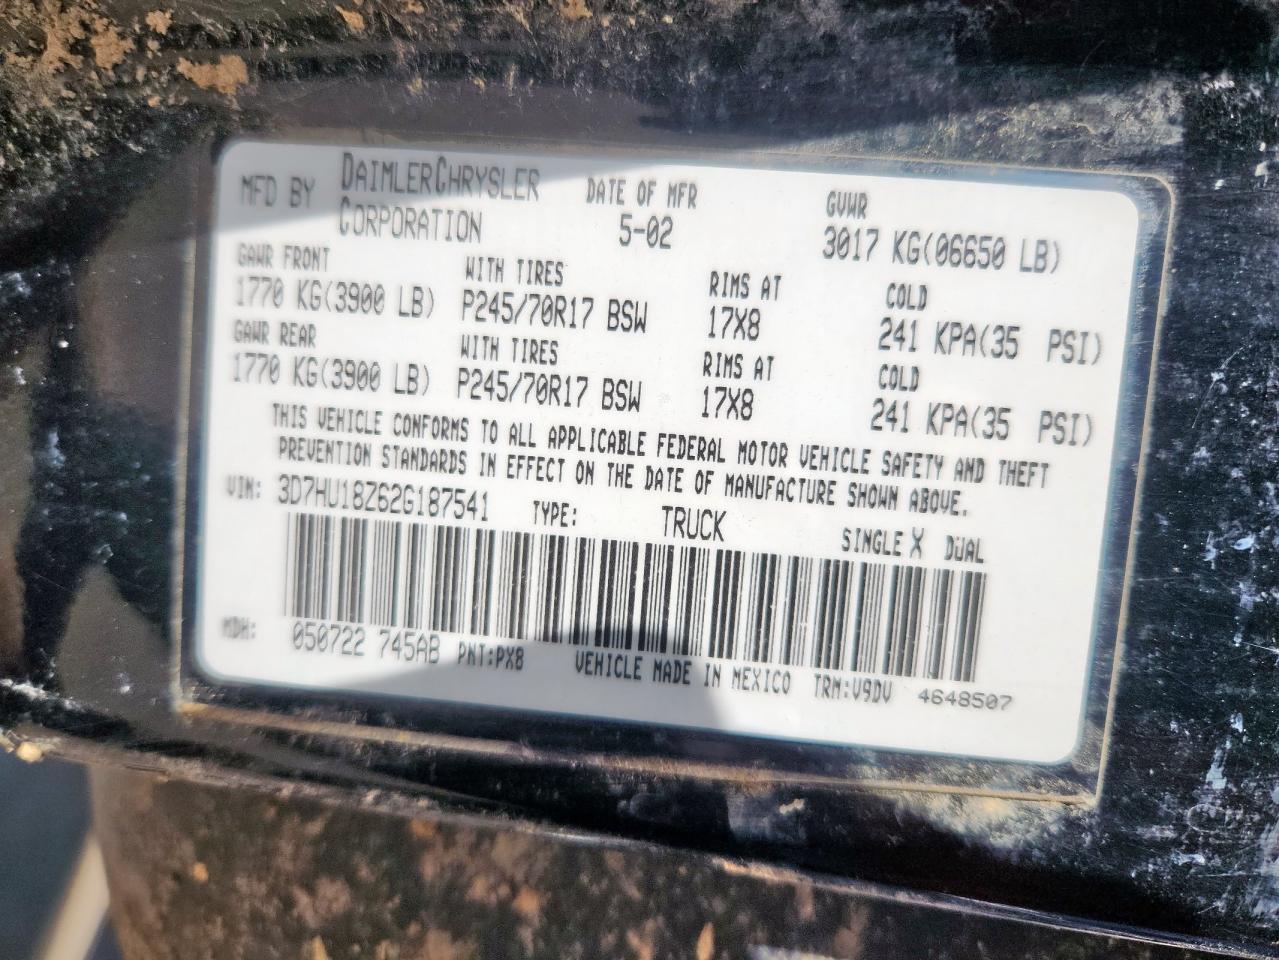 MFD BY DAIMLERCHRYSLER CORPORATION DATE OF MFR 5-02 GVWR 3017 KG(06650 LB)
GAWR FRONT WITH TIRES RIMS AT COLD
1770 KG(3900 LB) P245/70R17 BSW 17X8 241 KPA(35 PSI)
GAWR REAR WITH TIRES RIMS AT COLD
1770 KG(3900 LB) P245/70R17 BSW 17X8 241 KPA(35 PSI)
THIS VEHICLE CONFORMS TO ALL APPLICABLE FEDERAL MOTOR VEHICLE SAFETY AND THEFT
PREVENTION STANDARDS IN EFFECT ON THE DATE OF MANUFACTURE SHOWN ABOVE.
VIN: 3D7HU18Z62G187541 TYPE: TRUCK SINGLE X DUAL
MDH: 050722 745AB PNT:PX8 VEHICLE MADE IN MEXICO TRM:V9DV 4648507